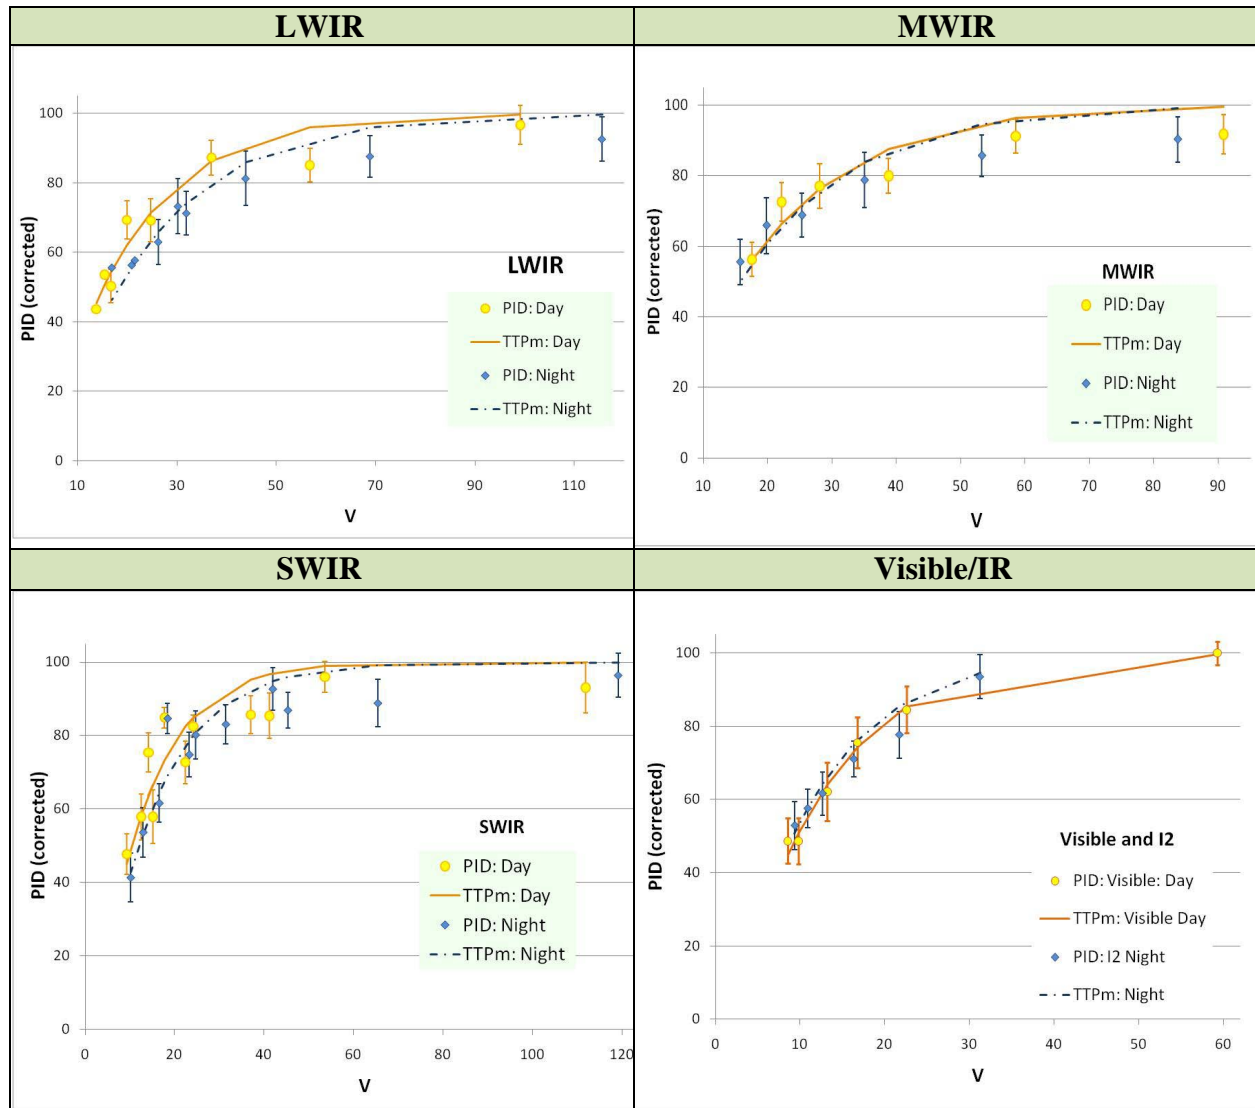 LWIR
MWIR
PID (corrected)
100
80
60
40
20
0
10
30
50
70
90
110
V
LWIR
PID: Day
TTPm: Day
PID: Night
TTPm: Night
PID (corrected)
100
80
60
40
20
0
10
20
30
40
50
60
70
80
90
V
MWIR
PID: Day
TTPm: Day
PID: Night
TTPm: Night
SWIR
Visible/IR
PID (corrected)
100
80
60
40
20
0
0
20
40
60
80
100
120
V
SWIR
PID: Day
TTPm: Day
PID: Night
TTPm: Night
PID (corrected)
100
80
60
40
20
0
0
10
20
30
40
50
60
V
Visible and I2
PID: Visible: Day
TTPm: Visible Day
PID: I2 Night
TTPm: Night